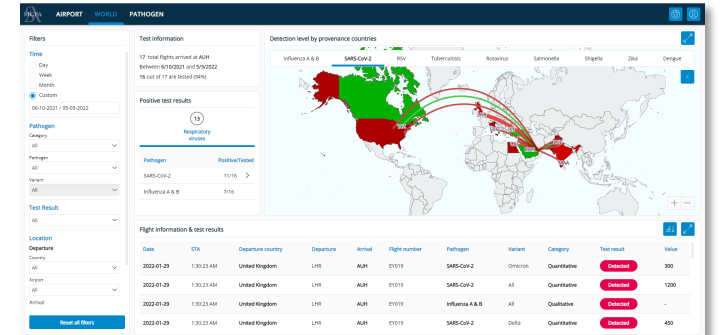 SICPA AIRPORT WORLD PATHOGEN
Filters
Time
Day
Week
Month
Custom
06-10-2021 / 05-03-2022
Pathogen
Category
All
Pathogen
All
Variant
All
Test Result
All
Location
Departure
Country
All
Airport
All
Arrival
Reset all filters
Test information
17 total flights arrived at AUH
Between 6/10/2021 and 5/3/2022
16 out of 17 are tested (94%)
Positive test results
13
Respiratory
viruses
Pathogen Positive/Tested
SARS-CoV-2 11/16 >
Influenza A & B 7/16
Detection level by provenance countries
Influenza A & B SARS-CoV-2 RSV Tuberculosis Rotavirus Salmonella Shigella Zika Dengue
+ −
Flight information & test results
Date STA Departure country Departure Arrival Flight number Pathogen Variant Category Test result Value
2022-01-29 1:30:23 AM United Kingdom LHR AUH EY019 SARS-CoV-2 Omicron Quantitative Detected 300
2022-01-29 1:30:23 AM United Kingdom LHR AUH EY019 SARS-CoV-2 All Quantitative Detected 1200
2022-01-29 1:30:23 AM United Kingdom LHR AUH EY019 Influenza A & B All Qualitative Detected -
2022-01-29 1:30:23 AM United Kingdom LHR AUH EY019 SARS-CoV-2 Delta Quantitative Detected 450